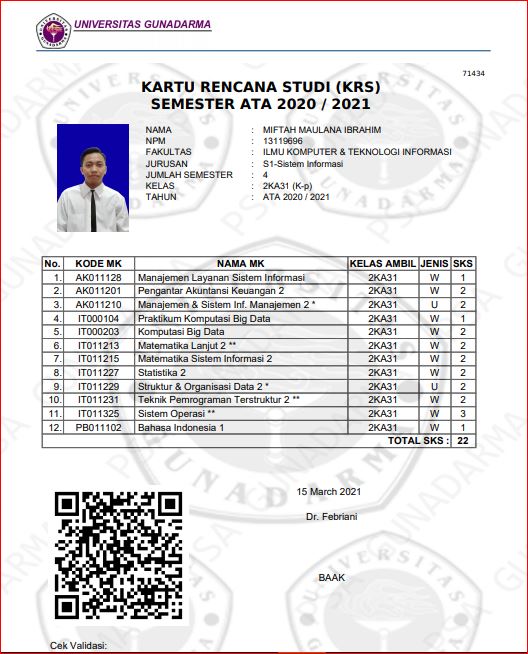 UNIVERSITAS GUNADARMA
71434
KARTU RENCANA STUDI (KRS)
SEMESTER ATA 2020 / 2021
NAMA : MIFTAH MAULANA IBRAHIM
NPM : 13119696
FAKULTAS : ILMU KOMPUTER & TEKNOLOGI INFORMASI
JURUSAN : S1-Sistem Informasi
JUMLAH SEMESTER : 4
KELAS : 2KA31 (K-p)
TAHUN : ATA 2020 / 2021
No. KODE MK NAMA MK KELAS AMBIL JENIS SKS
1. AK011128 Manajemen Layanan Sistem Informasi 2KA31 W 1
2. AK011201 Pengantar Akuntansi Keuangan 2 2KA31 W 2
3. AK011210 Manajemen & Sistem Inf. Manajemen 2 * 2KA31 U 2
4. IT000104 Praktikum Komputasi Big Data 2KA31 W 1
5. IT000203 Komputasi Big Data 2KA31 W 2
6. IT011213 Matematika Lanjut 2 ** 2KA31 W 2
7. IT011215 Matematika Sistem Informasi 2 2KA31 W 2
8. IT011227 Statistika 2 2KA31 W 2
9. IT011229 Struktur & Organisasi Data 2 * 2KA31 U 2
10. IT011231 Teknik Pemrograman Terstruktur 2 ** 2KA31 W 2
11. IT011325 Sistem Operasi ** 2KA31 W 3
12. PB011102 Bahasa Indonesia 1 2KA31 W 1
TOTAL SKS : 22
15 March 2021
Dr. Febriani
BAAK
Cek Validasi: